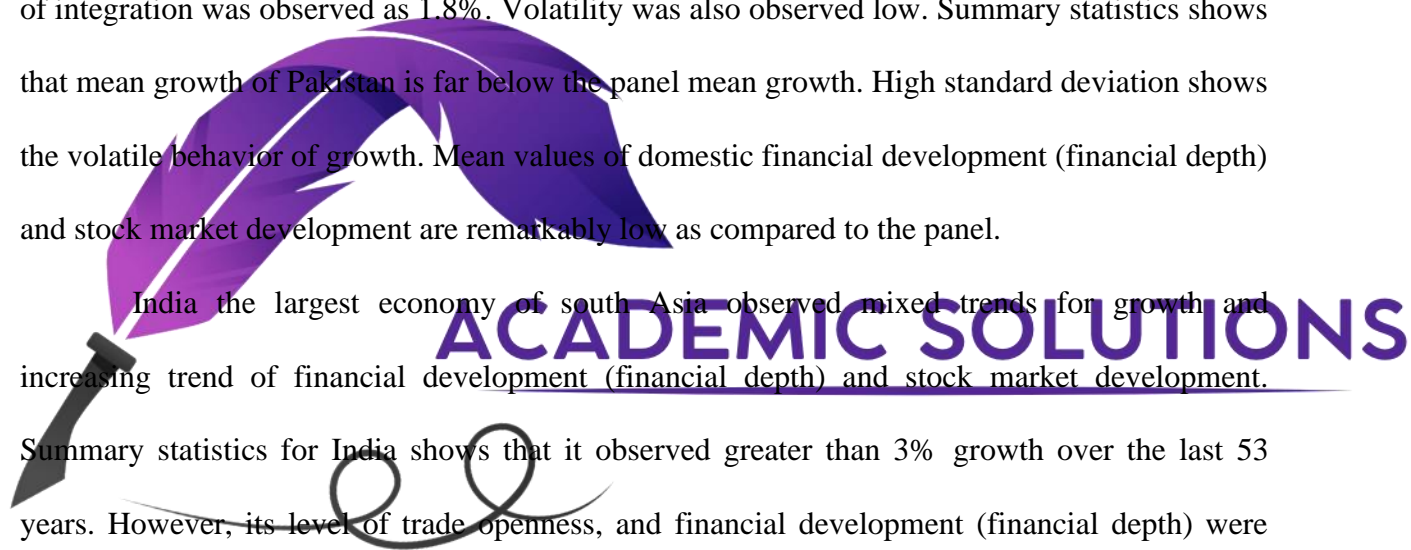 of integration was observed as 1.8%. Volatility was also observed low. Summary statistics shows
that mean growth of Pakistan is far below the panel mean growth. High standard deviation shows
the volatile behavior of growth. Mean values of domestic financial development (financial depth)
and stock market development are remarkably low as compared to the panel.
India the largest economy of south Asia observed mixed trends for growth and
ACADEMIC SOLUTIONS
increasing trend of financial development (financial depth) and stock market development.
Summary statistics for India shows that it observed greater than 3% growth over the last 53
years. However, its level of trade openness, and financial development (financial depth) were